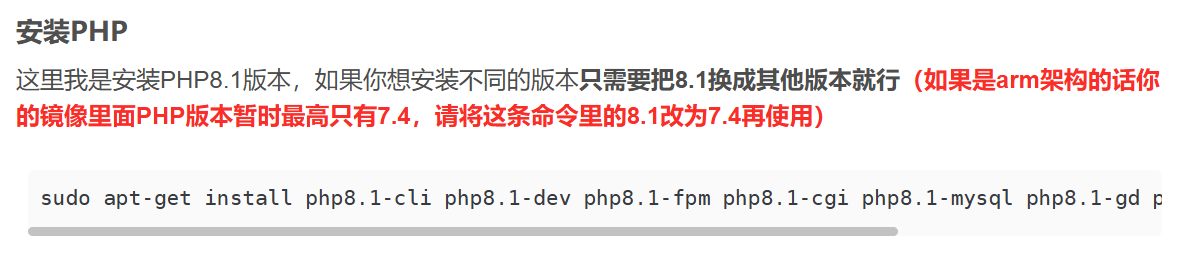 安装PHP
这里我是安装PHP8.1版本，如果你想安装不同的版本只需要把8.1换成其他版本就行（如果是arm架构的话你
的镜像里面PHP版本暂时最高只有7.4，请将这条命令里的8.1改为7.4再使用）
sudo apt-get install php8.1-cli php8.1-dev php8.1-fpm php8.1-cgi php8.1-mysql php8.1-gd p